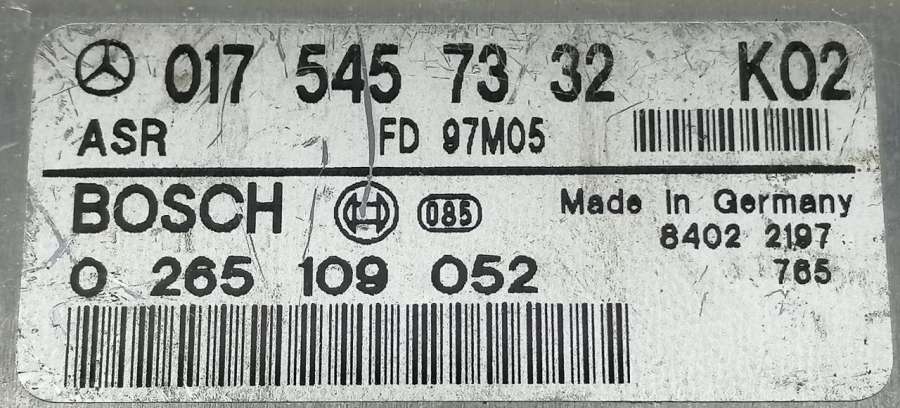 017 545 73 32 K02
ASR FD 97M05
BOSCH 085 Made in Germany
8402 2197
0 265 109 052 765